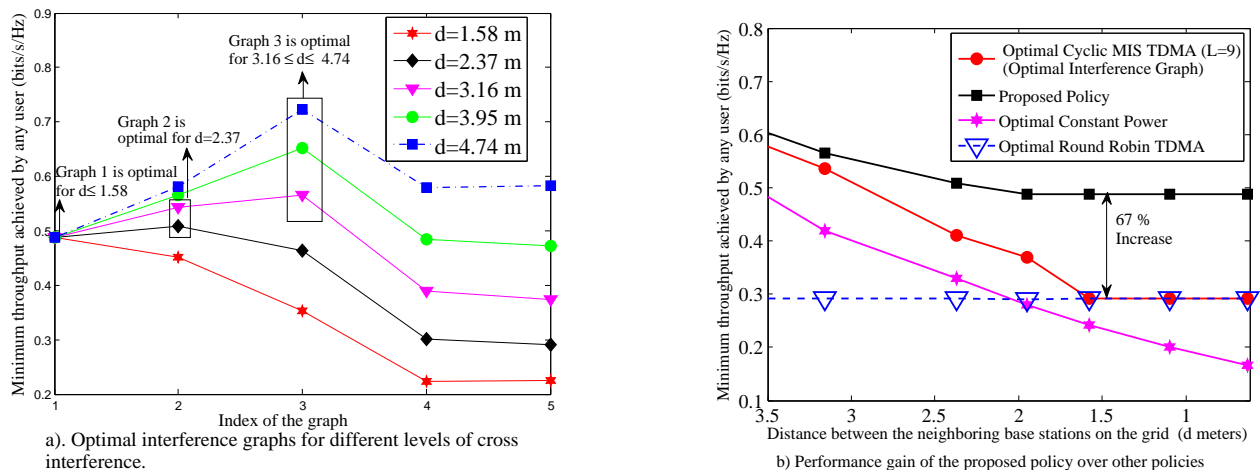 Minimum throughput achieved by any user (bits/s/Hz)
0.9
0.8
0.7
0.6
0.5
0.4
0.3
0.2
Graph 3 is optimal
for 3.16 ≤ d≤ 4.74
Graph 2 is
optimal for d=2.37
Graph 1 is optimal
for d≤ 1.58
d=1.58 m
d=2.37 m
d=3.16 m
d=3.95 m
d=4.74 m
1
2
3
4
5
Index of the graph
a). Optimal interference graphs for different levels of cross
interference.
Minimum throughput achieved by any user (bits/s/Hz)
0.8
0.7
0.6
0.5
0.4
0.3
0.2
0.1
Optimal Cyclic MIS TDMA (L=9)
(Optimal Interference Graph)
Proposed Policy
Optimal Constant Power
Optimal Round Robin TDMA
67 %
Increase
3.5
3
2.5
2
1.5
1
Distance between the neighboring base stations on the grid (d meters)
b) Performance gain of the proposed policy over other policies